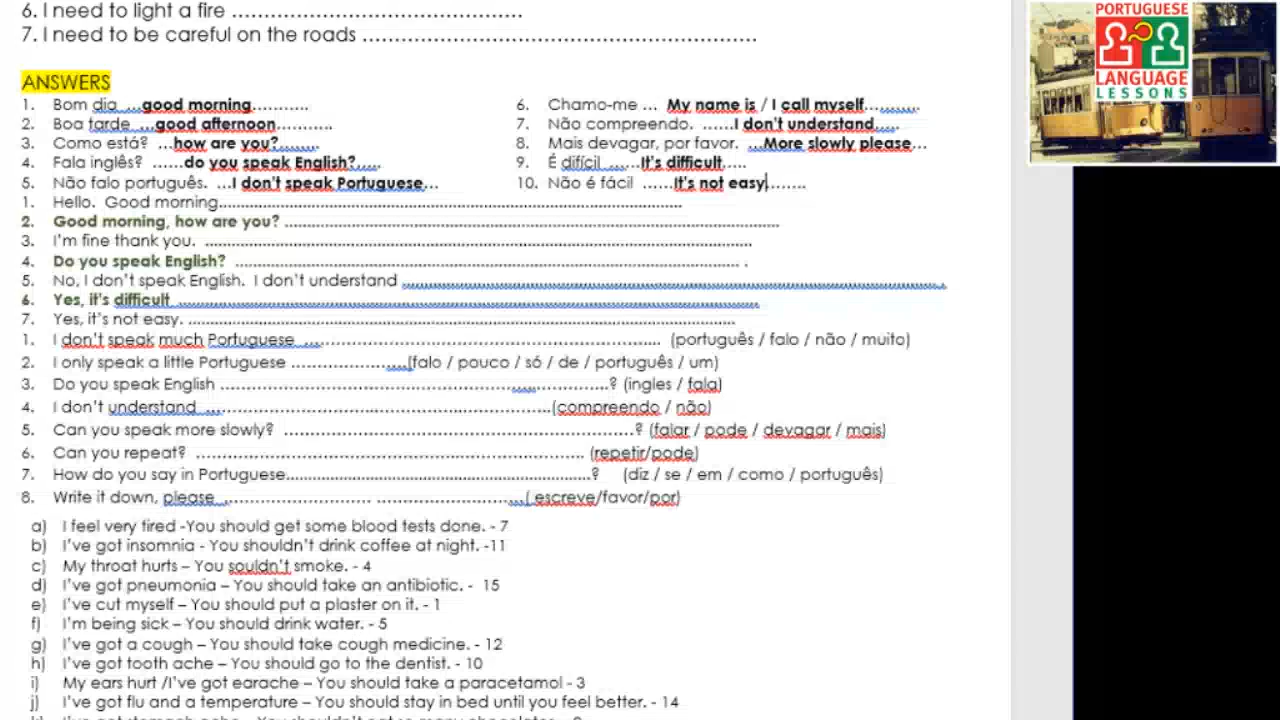 6. I need to light a fire ……………………………………………
7. I need to be careful on the roads ……………………………………………………………
PORTUGUESE
LANGUAGE
LESSONS
ANSWERS
1. Bom dia …good morning………..
2. Boa tarde …good afternoon………..
3. Como está? …how are you?……..
4. Fala inglês? ……do you speak English?…..
5. Não falo português. …I don't speak Portuguese…
6. Chamo-me … My name is / I call myself………..
7. Não compreendo. ……I don't understand…..
8. Mais devagar, por favor. …More slowly please…
9. É difícil ……It's difficult…..
10. Não é fácil ……It's not easy………
1. Hello. Good morning……………………………………………………
2. Good morning, how are you? ……………………………………………………
3. I'm fine thank you. ……………………………………………………
4. Do you speak English? …………………………………………………… .
5. No, I don't speak English. I don't understand ……………………………………………………
6. Yes, it's difficult ……………………………………………………
7. Yes, it's not easy. ……………………………………………………
1. I don't speak much Portuguese …………………………………………………… (português / falo / não / muito)
2. I only speak a little Portuguese ……………………(falo / pouco / só / de / português / um)
3. Do you speak English ……………………………………………………? (ingles / fala)
4. I don't understand ……………………………………………………(compreendo / não)
5. Can you speak more slowly? ……………………………………………………? (falar / pode / devagar / mais)
6. Can you repeat? …………………………………………………… (repetir/pode)
7. How do you say in Portuguese……………………………………………………? (diz / se / em / como / português)
8. Write it down, please ………………………… …………………………( escreve/favor/por)
a) I feel very tired -You should get some blood tests done. - 7
b) I've got insomnia - You shouldn't drink coffee at night. -11
c) My throat hurts – You souldn't smoke. - 4
d) I've got pneumonia – You should take an antibiotic. - 15
e) I've cut myself – You should put a plaster on it. - 1
f) I'm being sick – You should drink water. - 5
g) I've got a cough – You should take cough medicine. - 12
h) I've got tooth ache – You should go to the dentist. - 10
i) My ears hurt /I've got earache – You should take a paracetamol - 3
j) I've got flu and a temperature – You should stay in bed until you feel better. - 14